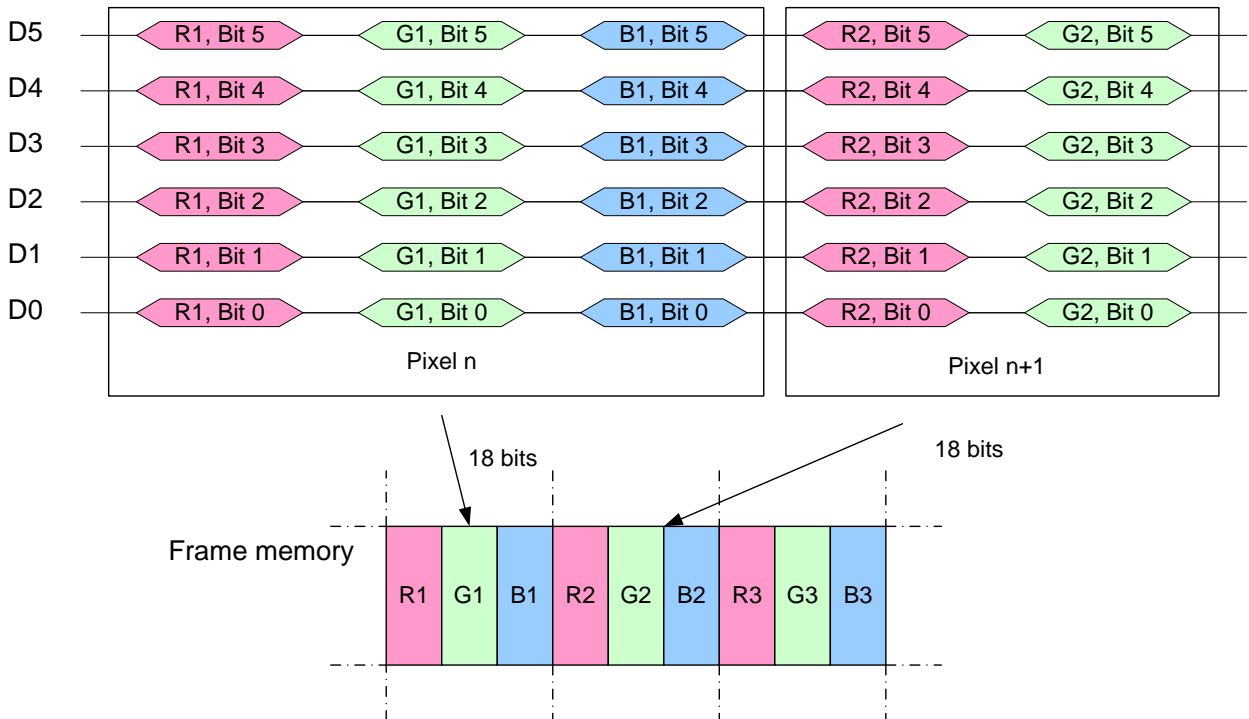 D5 R1, Bit 5 G1, Bit 5 B1, Bit 5 R2, Bit 5 G2, Bit 5
D4 R1, Bit 4 G1, Bit 4 B1, Bit 4 R2, Bit 4 G2, Bit 4
D3 R1, Bit 3 G1, Bit 3 B1, Bit 3 R2, Bit 3 G2, Bit 3
D2 R1, Bit 2 G1, Bit 2 B1, Bit 2 R2, Bit 2 G2, Bit 2
D1 R1, Bit 1 G1, Bit 1 B1, Bit 1 R2, Bit 1 G2, Bit 1
D0 R1, Bit 0 G1, Bit 0 B1, Bit 0 R2, Bit 0 G2, Bit 0
Pixel n Pixel n+1
18 bits 18 bits
Frame memory
R1 G1 B1 R2 G2 B2 R3 G3 B3